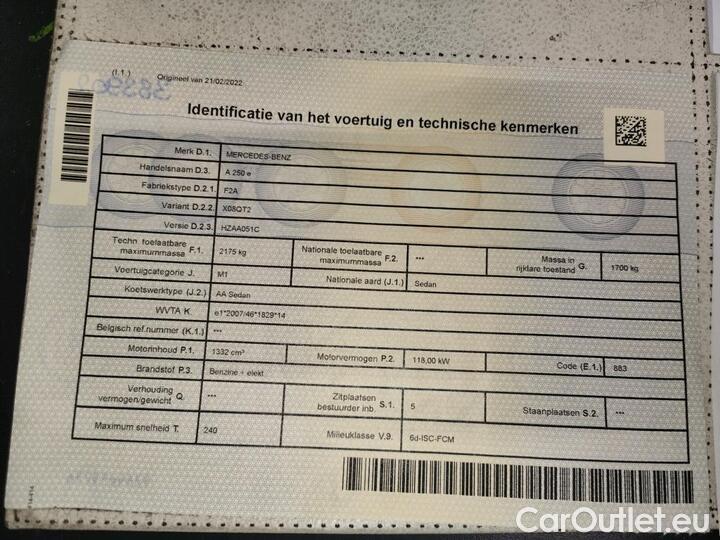 (I.1.) Origineel van 21/02/2022
Identificatie van het voertuig en technische kenmerken
Merk D.1. MERCEDES-BENZ
Handelsnaam D.3. A 250 e
Fabriekstype D.2.1. F2A
Variant D.2.2. X08QT2
Versie D.2.3. HZAA051C
Techn. toelaatbare maximummassa F.1. 2175 kg Nationale toelaatbare maximummassa F.2. --- Massa in rijklare toestand G. 1700 kg
Voertuigcategorie J. M1 Nationale aard (J.1.) Sedan
Koetswerktype (J.2.) AA Sedan
WVTA K. e1*2007/46*1829*14
Belgisch ref.nummer (K.1.) ---
Motorinhoud P.1. 1332 cm³ Motorvermogen P.2. 118,00 kW Code (E.1.) 883
Brandstof P.3. Benzine + elekt
Verhouding vermogen/gewicht Q. --- Zitplaatsen bestuurder inb. S.1. 5 Staanplaatsen S.2. ---
Maximum snelheid T. 240 Milieuklasse V.9. 6d-ISC-FCM
CarOutlet.eu